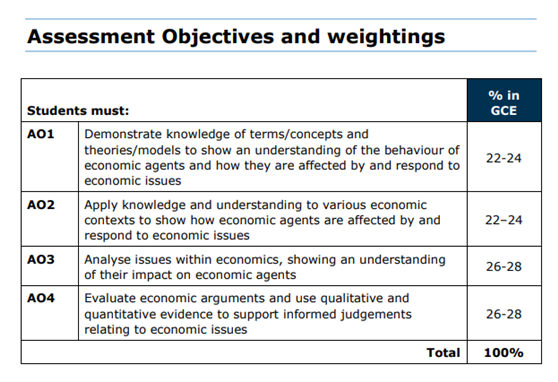 Assessment Objectives and weightings
Students must:
% in
GCE
AO1
Demonstrate knowledge of terms/concepts and
theories/models to show an understanding of the behaviour of
economic agents and how they are affected by and respond to
economic issues
22-24
AO2
Apply knowledge and understanding to various economic
contexts to show how economic agents are affected by and
respond to economic issues
22–24
AO3
Analyse issues within economics, showing an understanding
of their impact on economic agents
26-28
AO4
Evaluate economic arguments and use qualitative and
quantitative evidence to support informed judgements
relating to economic issues
26-28
Total
100%